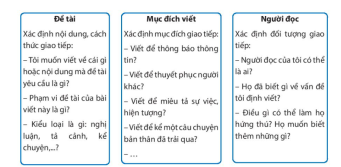 Đề tài
Xác định nội dung, cách
thức giao tiếp:
– Tôi muốn viết về cái gì
hoặc nội dung mà đề tài
yêu cầu là gì?
– Phạm vi đề tài của bài
viết này là gì?
– Kiểu loại là gì: nghị
luận, tả cảnh, kể
chuyện,...?
Mục đích viết
Xác định mục đích giao tiếp:
– Viết để thông báo thông
tin?
– Viết để thuyết phục người
khác?
– Viết để miêu tả sự việc,
hiện tượng?
– Viết để kể một câu chuyện
bản thân đã trải qua?
– ...
Người đọc
Xác định đối tượng giao
tiếp:
– Người đọc của tôi có thể
là ai?
– Họ đã biết gì về vấn đề
tôi định viết?
– Điều gì có thể làm họ
hứng thú? Họ muốn biết
thêm những gì?